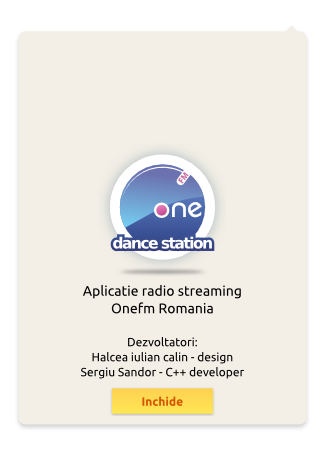 FM
one
dance station
Aplicatie radio streaming
Onefm Romania
Dezvoltatori:
Halcea iulian calin - design
Sergiu Sandor - C++ developer
Inchide